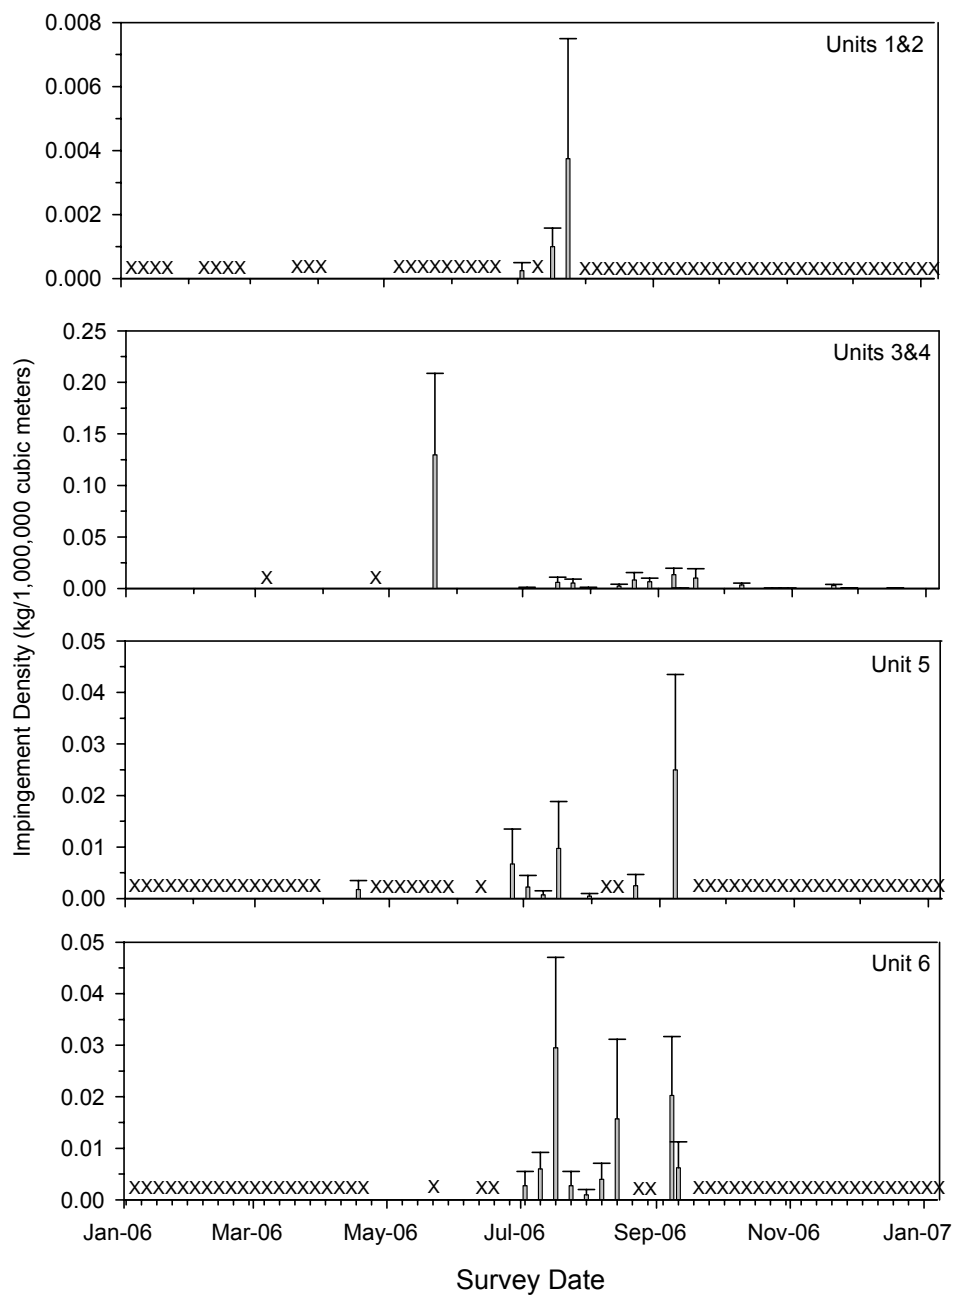 0.008
Units 1&2
0.006
0.004
0.002
XXXX XXXX XXX XXXXXXXXX X XXXXXXXXXXXXXXXXXXXXXXXXXXXXXX
0.000
Impingement Density (kg/1,000,000 cubic meters)
0.25
Units 3&4
0.20
0.15
0.10
0.05
X X
0.00
0.05
Unit 5
0.04
0.03
0.02
0.01
XXXXXXXXXXXXXXXX XXXXXXX X XX XXXXXXXXXXXXXXXXXXXXX
0.00
0.05
Unit 6
0.04
0.03
0.02
0.01
XXXXXXXXXXXXXXXXXXXX X XX XX XXXXXXXXXXXXXXXXXXXXX
0.00
Jan-06 Mar-06 May-06 Jul-06 Sep-06 Nov-06 Jan-07
Survey Date